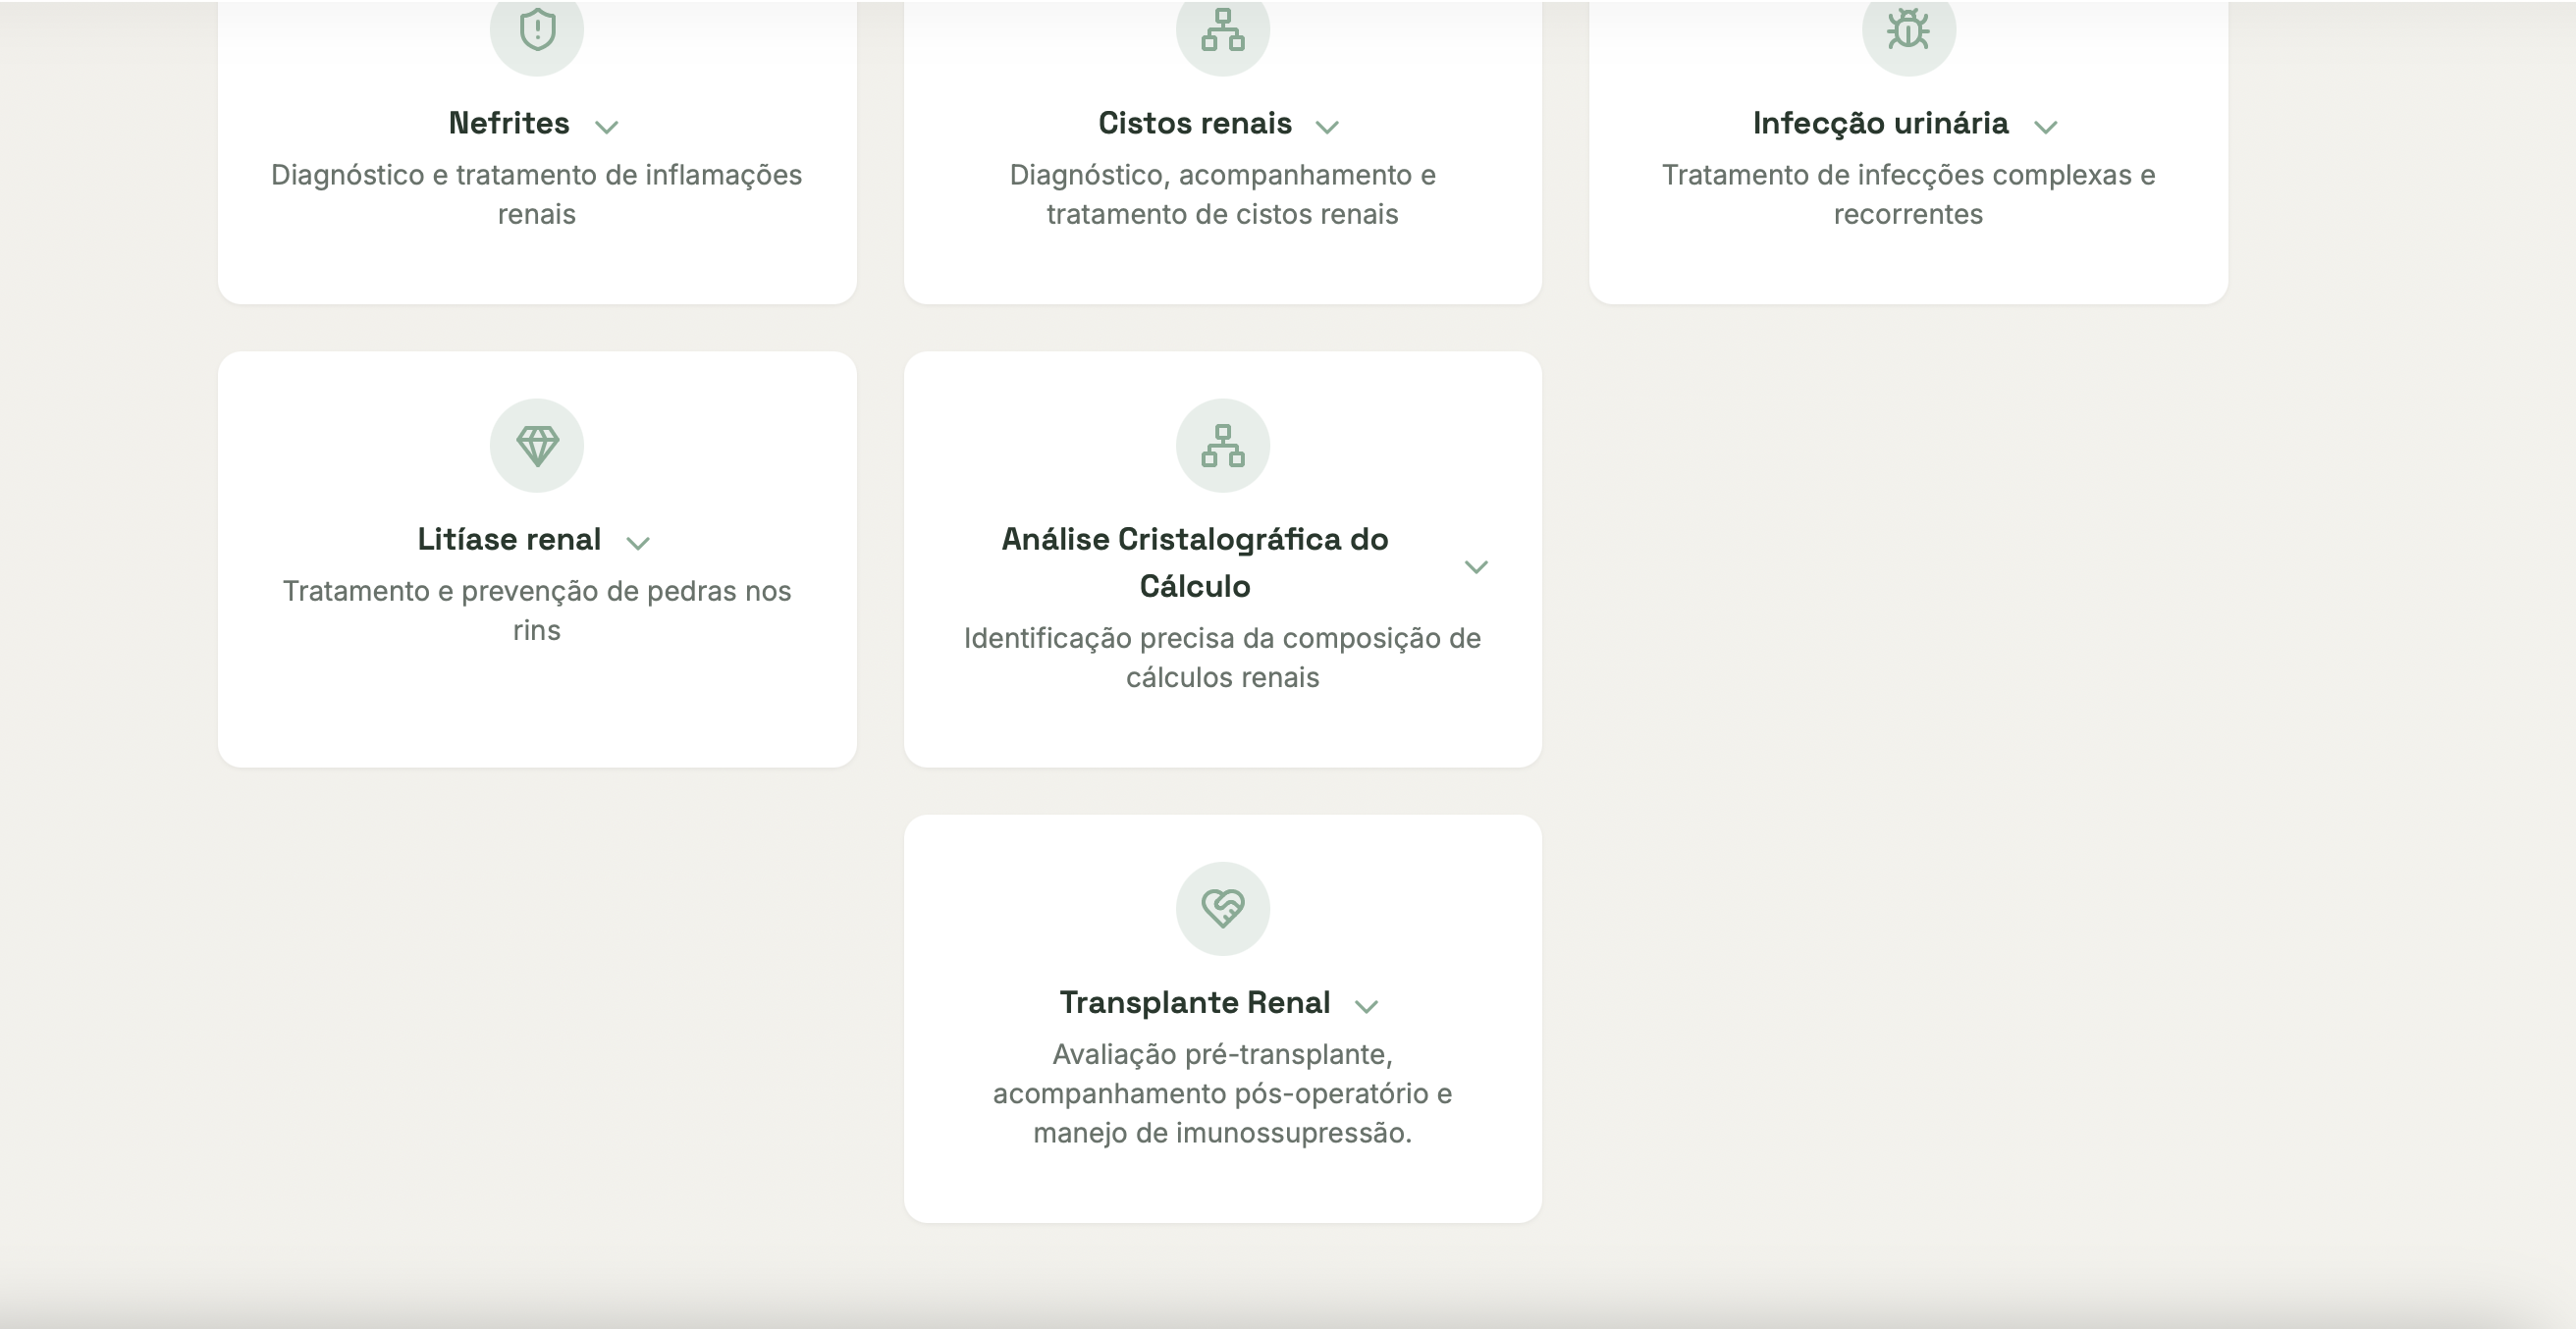 Nefrites
Diagnóstico e tratamento de inflamações
renais
Cistos renais
Diagnóstico, acompanhamento e
tratamento de cistos renais
Infecção urinária
Tratamento de infecções complexas e
recorrentes
Litíase renal
Tratamento e prevenção de pedras nos
rins
Análise Cristalográfica do
Cálculo
Identificação precisa da composição de
cálculos renais
Transplante Renal
Avaliação pré-transplante,
acompanhamento pós-operatório e
manejo de imunossupressão.